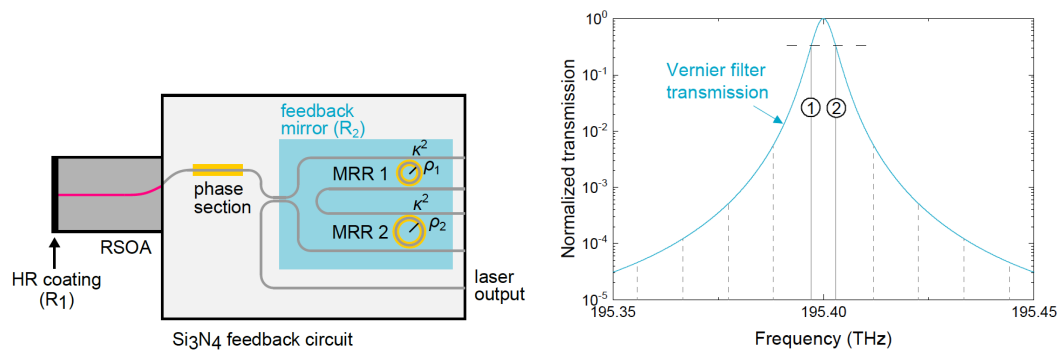 feedback
mirror (R2)
κ2
MRR 1
ρ1
phase
section
κ2
MRR 2
ρ2
RSOA
HR coating
(R1)
laser
output
Si3N4 feedback circuit
Normalized transmission
100
10-1
10-2
10-3
10-4
10-5
Vernier filter
transmission
1 2
195.35 195.40 195.45
Frequency (THz)